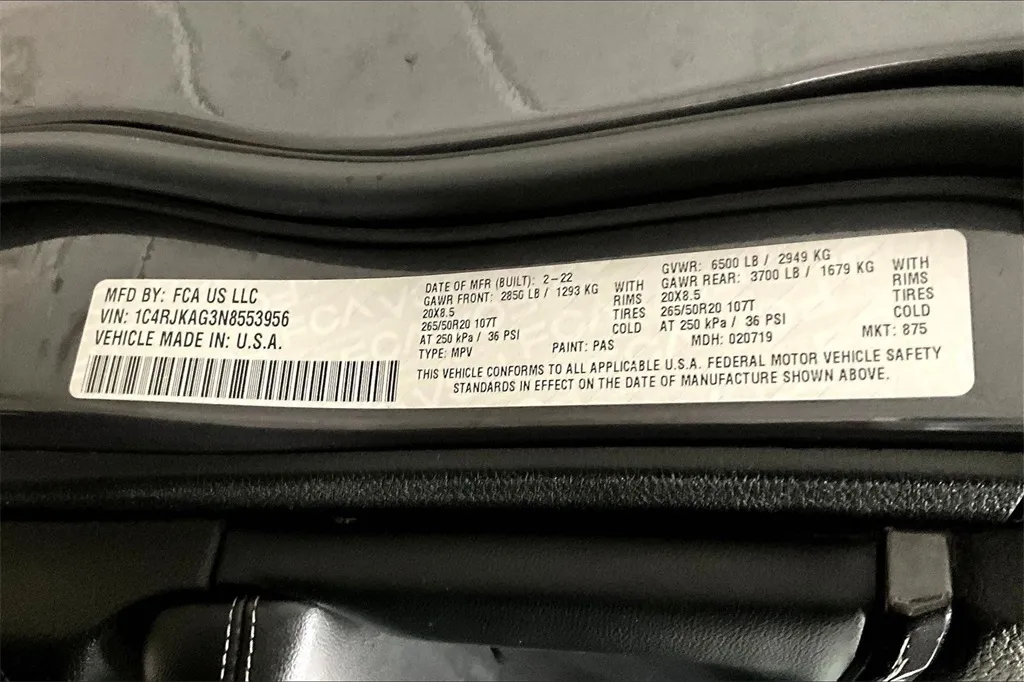 MFD BY: FCA US LLC
VIN: 1C4RJKAG3N8553956
VEHICLE MADE IN: U.S.A.
DATE OF MFR (BUILT): 2-22
GAWR FRONT: 2850 LB / 1293 KG WITH
20X8.5 RIMS
265/50R20 107T TIRES
AT 250 kPa / 36 PSI COLD
TYPE: MPV PAINT: PAS
GVWR: 6500 LB / 2949 KG
GAWR REAR: 3700 LB / 1679 KG WITH
20X8.5 RIMS
265/50R20 107T TIRES
AT 250 kPa / 36 PSI COLD
MDH: 020719 MKT: 875
THIS VEHICLE CONFORMS TO ALL APPLICABLE U.S.A. FEDERAL MOTOR VEHICLE SAFETY
STANDARDS IN EFFECT ON THE DATE OF MANUFACTURE SHOWN ABOVE.